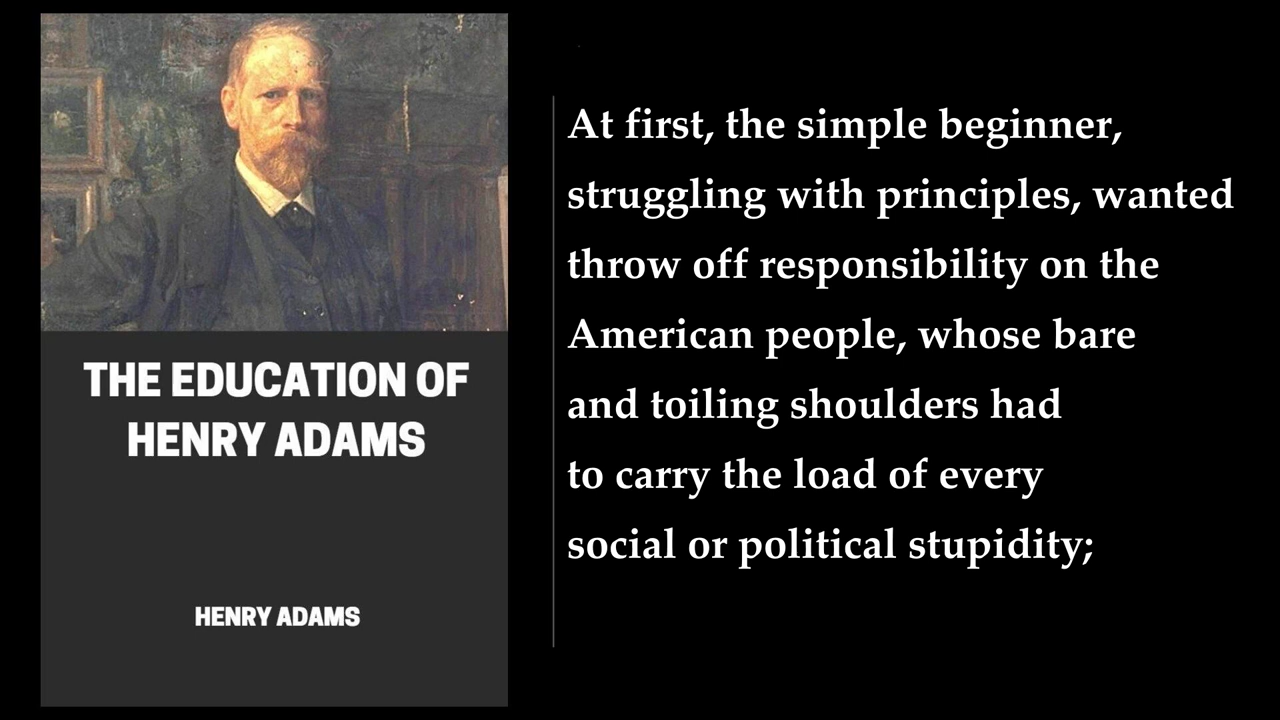 THE EDUCATION OF
HENRY ADAMS
HENRY ADAMS
At first, the simple beginner,
struggling with principles, wanted
throw off responsibility on the
American people, whose bare
and toiling shoulders had
to carry the load of every
social or political stupidity;